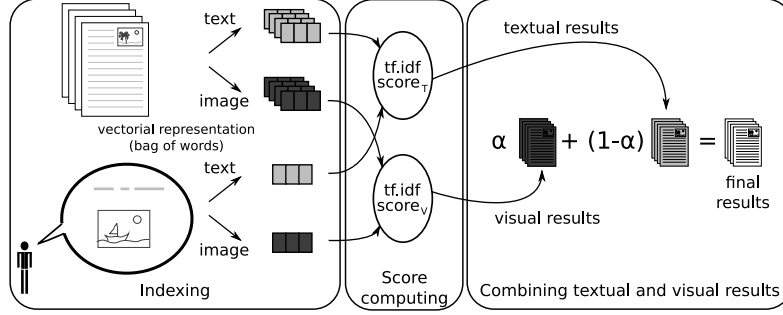 text
image
vectorial representation
(bag of words)
text
image
Indexing
tf.idf
score_T
tf.idf
score_V
Score
computing
textual results
α + (1-α) =
final
results
visual results
Combining textual and visual results